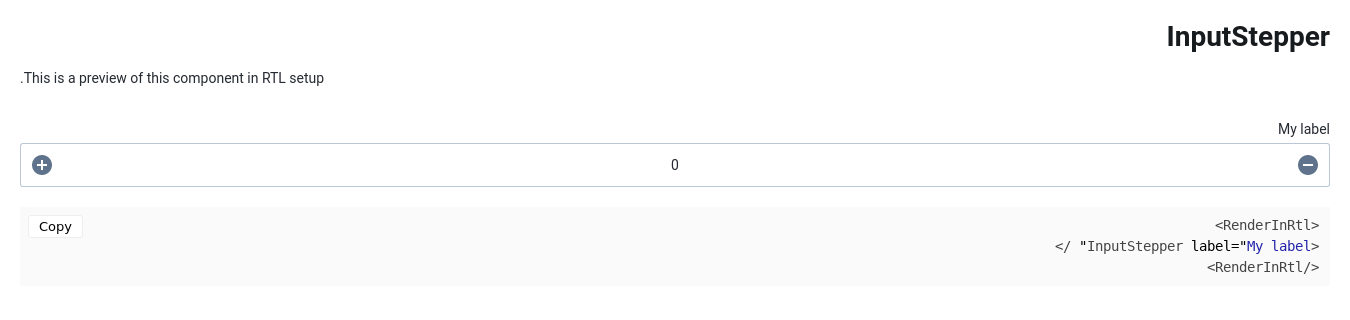 InputStepper
.This is a preview of this component in RTL setup
My label
0
Copy
<RenderInRtl>
</ "InputStepper label="My label>
<RenderInRtl/>